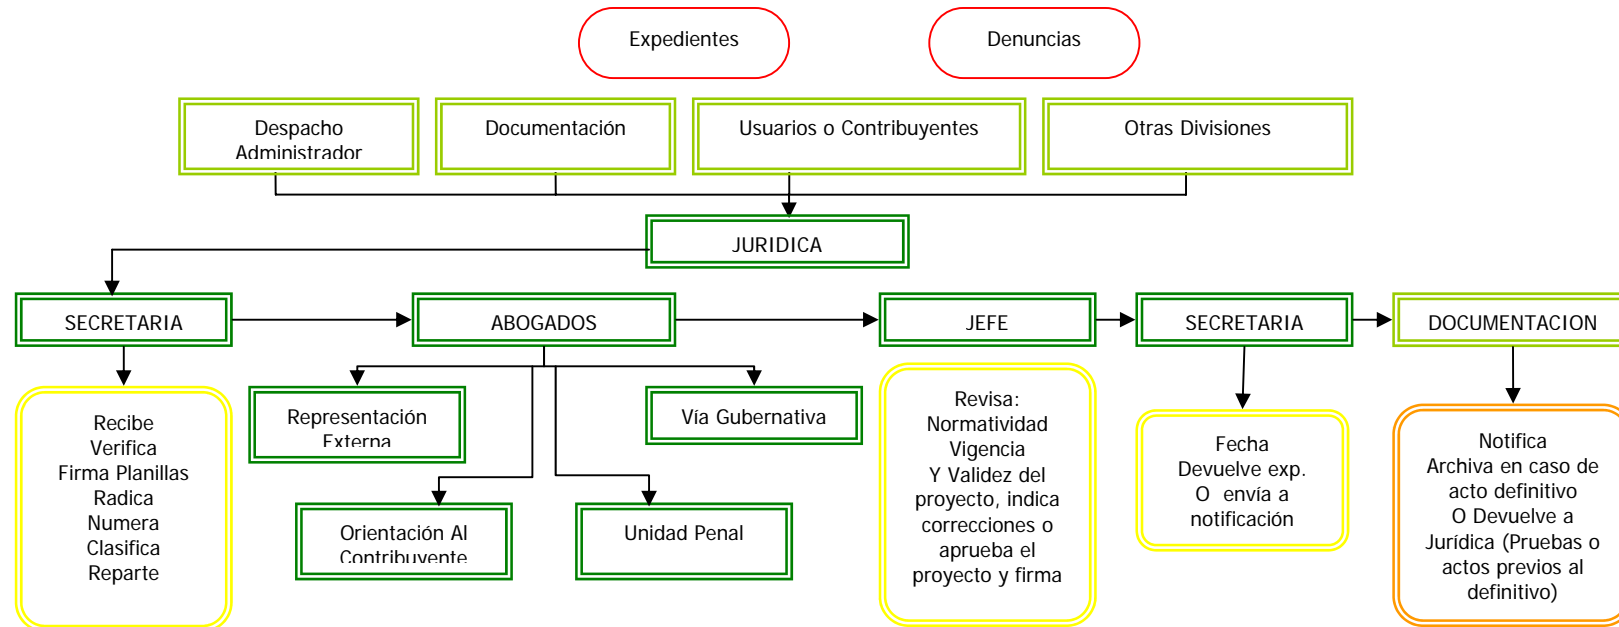 Expedientes
Denuncias
Despacho
Administrador
Documentación
Usuarios o Contribuyentes
Otras Divisiones
JURIDICA
SECRETARIA
ABOGADOS
JEFE
SECRETARIA
DOCUMENTACION
Recibe
Verifica
Firma Planillas
Radica
Numera
Clasifica
Reparte
Representación
Externa
Vía Gubernativa
Orientación Al
Contribuyente
Unidad Penal
Revisa:
Normatividad
Vigencia
Y Validez del
proyecto, indica
correcciones o
aprueba el
proyecto y firma
Fecha
Devuelve exp.
O envía a
notificación
Notifica
Archiva en caso de
acto definitivo
O Devuelve a
Jurídica (Pruebas o
actos previos al
definitivo)